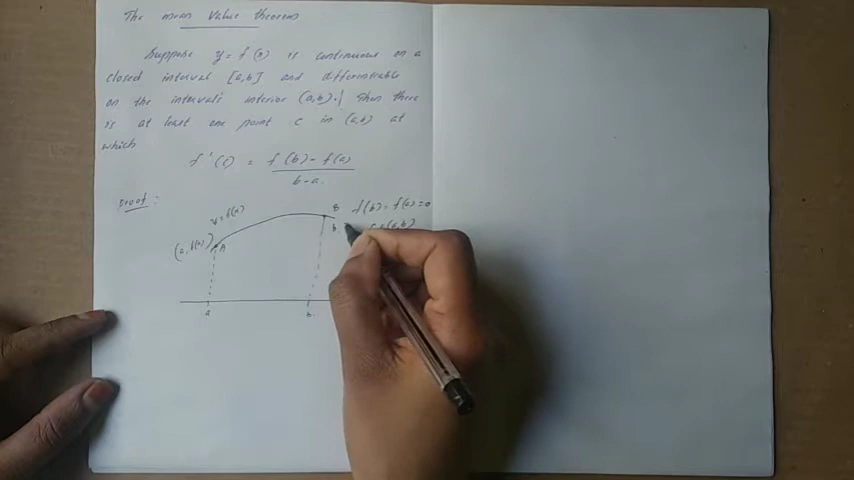 The mean value theorem
Suppose y = f(x) is continuous on a
closed interval [a,b] and differentiable
on the interval's interior (a,b). Then there
is at least one point c in (a,b) at
which
f'(c) = f(b) - f(a)
b-a.
Proof:
y = f(x)
B
f(b) = f(a) = 0
(a, f(a))
A
b
(a,b)
a
b